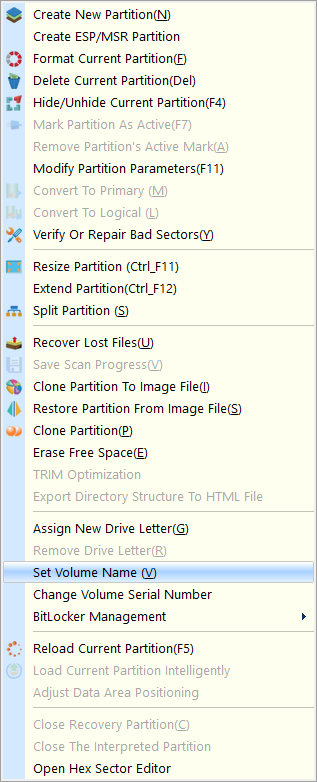 Create New Partition(N)
Create ESP/MSR Partition
Format Current Partition(F)
Delete Current Partition(Del)
Hide/Unhide Current Partition(F4)
Mark Partition As Active(F7)
Remove Partition's Active Mark(A)
Modify Partition Parameters(F11)
Convert To Primary (M)
Convert To Logical (L)
Verify Or Repair Bad Sectors(Y)
Resize Partition (Ctrl_F11)
Extend Partition(Ctrl_F12)
Split Partition (S)
Recover Lost Files(U)
Save Scan Progress(V)
Clone Partition To Image File(I)
Restore Partition From Image File(S)
Clone Partition(P)
Erase Free Space(E)
TRIM Optimization
Export Directory Structure To HTML File
Assign New Drive Letter(G)
Remove Drive Letter(R)
Set Volume Name (V)
Change Volume Serial Number
BitLocker Management
Reload Current Partition(F5)
Load Current Partition Intelligently
Adjust Data Area Positioning
Close Recovery Partition(C)
Close The Interpreted Partition
Open Hex Sector Editor